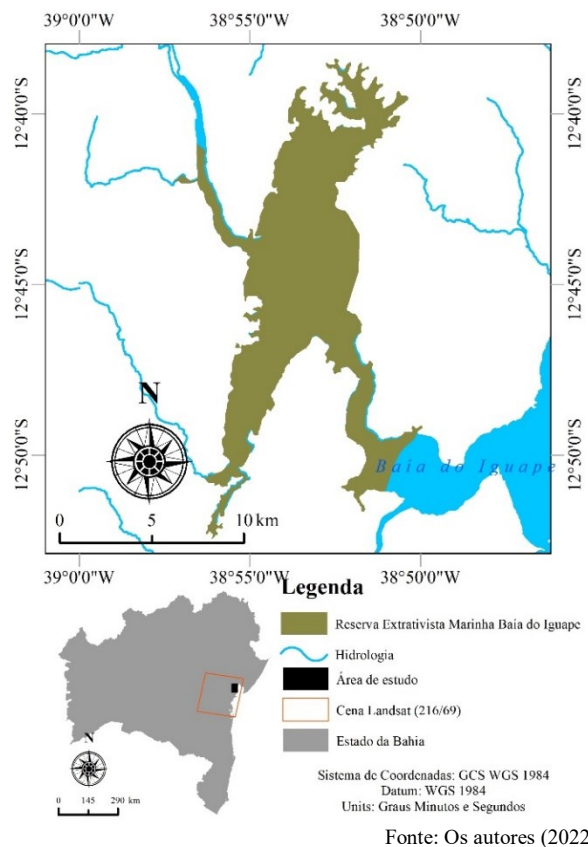 39°0'0"W 38°55'0"W 38°50'0"W
12°40'0"S 12°40'0"S
12°45'0"S 12°45'0"S
N
12°50'0"S 12°50'0"S
Baia do Iguape
0 5 10 km
39°0'0"W 38°55'0"W 38°50'0"W
Legenda
Reserva Extrativista Marinha Baia do Iguape
Hidrologia
Área de estudo
Cena Landsat (216/69)
Estado da Bahia
N
0 145 290 km
Sistema de Coordenadas: GCS WGS 1984
Datum: WGS 1984
Units: Graus Minutos e Segundos
Fonte: Os autores (2022